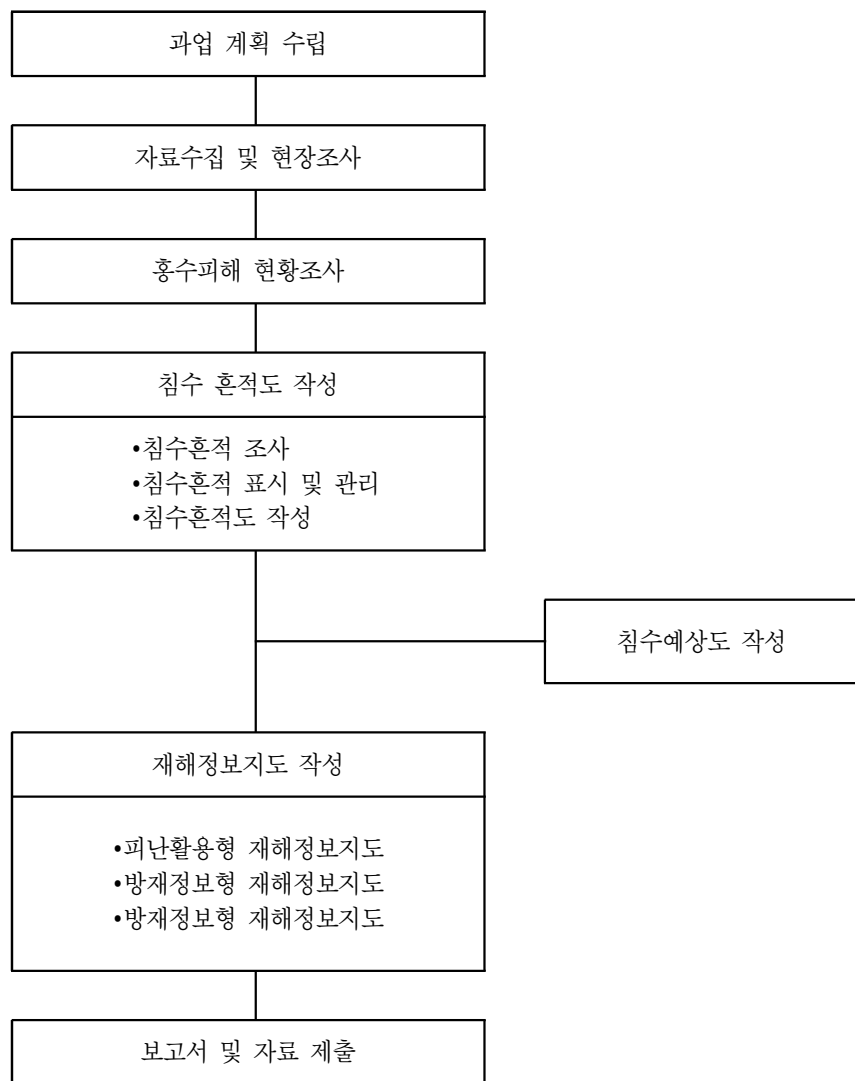 과업 계획 수립
자료수집 및 현장조사
홍수피해 현황조사
침수 흔적도 작성
•침수흔적 조사
•침수흔적 표시 및 관리
•침수흔적도 작성
침수예상도 작성
재해정보지도 작성
•피난활용형 재해정보지도
•방재정보형 재해정보지도
•방재정보형 재해정보지도
보고서 및 자료 제출